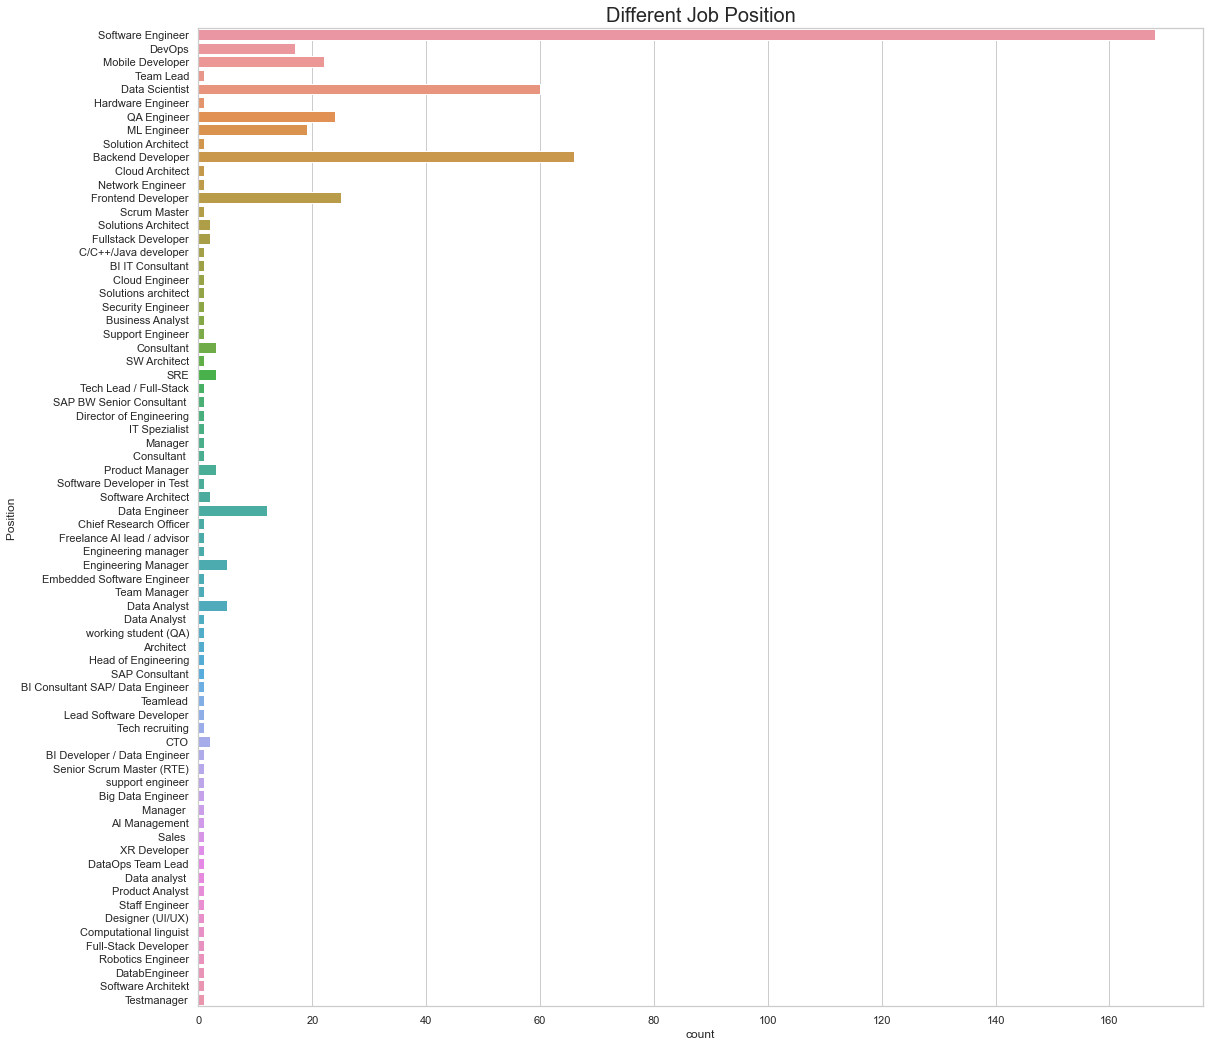 Different Job Position
Software Engineer
DevOps
Mobile Developer
Team Lead
Data Scientist
Hardware Engineer
QA Engineer
ML Engineer
Solution Architect
Backend Developer
Cloud Architect
Network Engineer
Frontend Developer
Scrum Master
Solutions Architect
Fullstack Developer
C/C++/Java developer
BI IT Consultant
Cloud Engineer
Solutions architect
Security Engineer
Business Analyst
Support Engineer
Consultant
SW Architect
SRE
Tech Lead / Full-Stack
SAP BW Senior Consultant
Director of Engineering
IT Spezialist
Manager
Consultant
Product Manager
Software Developer in Test
Software Architect
Data Engineer
Chief Research Officer
Freelance AI lead / advisor
Engineering manager
Engineering Manager
Embedded Software Engineer
Team Manager
Data Analyst
Data Analyst
working student (QA)
Architect
Head of Engineering
SAP Consultant
BI Consultant SAP/ Data Engineer
Teamlead
Lead Software Developer
Tech recruiting
CTO
BI Developer / Data Engineer
Senior Scrum Master (RTE)
support engineer
Big Data Engineer
Manager
AI Management
Sales
XR Developer
DataOps Team Lead
Data analyst
Product Analyst
Staff Engineer
Designer (UI/UX)
Computational linguist
Full-Stack Developer
Robotics Engineer
DatabEngineer
Software Architekt
Testmanager
Position
0 20 40 60 80 100 120 140 160
count